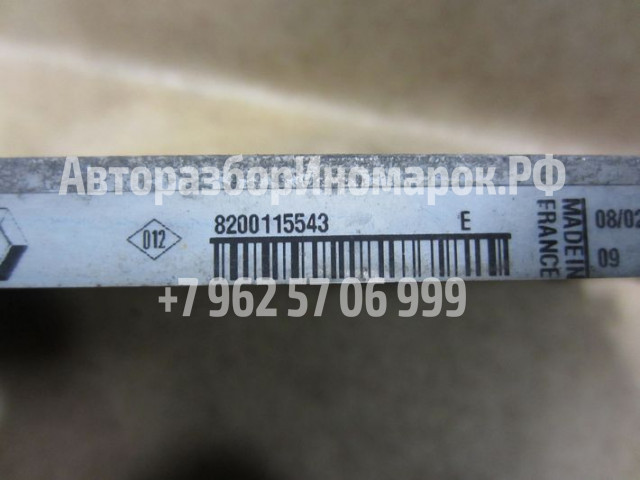 АвторазборИномарок.РФ
012
8200115543 E
MADE IN
FRANCE
08/02
09
+7 962 57 06 999